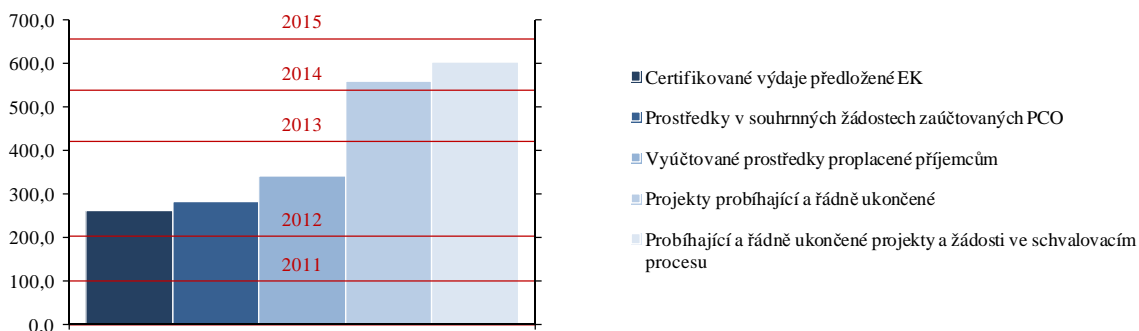 700,0
600,0
500,0
400,0
300,0
200,0
100,0
0,0
2015
2014
2013
2012
2011
Certifikované výdaje předložené EK
Prostředky v souhrnných žádostech zaúčtovaných PCO
Vyúčtované prostředky proplacené příjemcům
Projekty probíhající a řádně ukončené
Probíhající a řádně ukončené projekty a žádosti ve schvalovacím
procesu